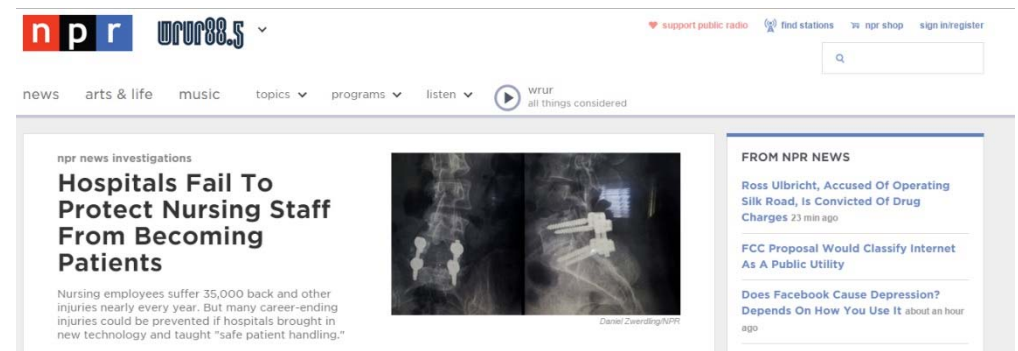 npr wrur88.5
support public radio find stations npr shop sign in/register
news arts & life music topics programs listen wrur
all things considered
npr news investigations
Hospitals Fail To
Protect Nursing Staff
From Becoming
Patients
Nursing employees suffer 35,000 back and other
injuries nearly every year. But many career-ending
injuries could be prevented if hospitals brought in
new technology and taught "safe patient handling."
Daniel Zwerdling/NPR
FROM NPR NEWS
Ross Ulbricht, Accused Of Operating
Silk Road, Is Convicted Of Drug
Charges 23 min ago
FCC Proposal Would Classify Internet
As A Public Utility
Does Facebook Cause Depression?
Depends On How You Use It about an hour
ago